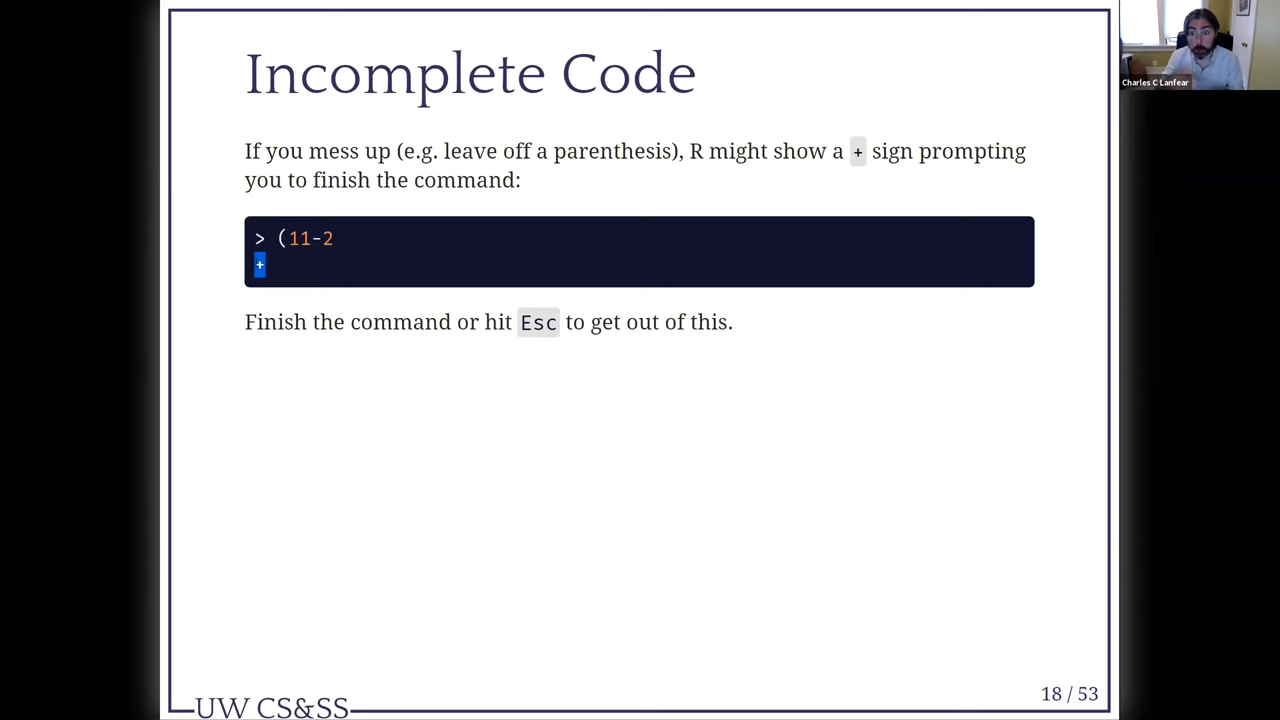 Incomplete Code
Charles C Lanfear
If you mess up (e.g. leave off a parenthesis), R might show a + sign prompting
you to finish the command:
> (11-2
+
Finish the command or hit Esc to get out of this.
18 / 53
UW CS&SS